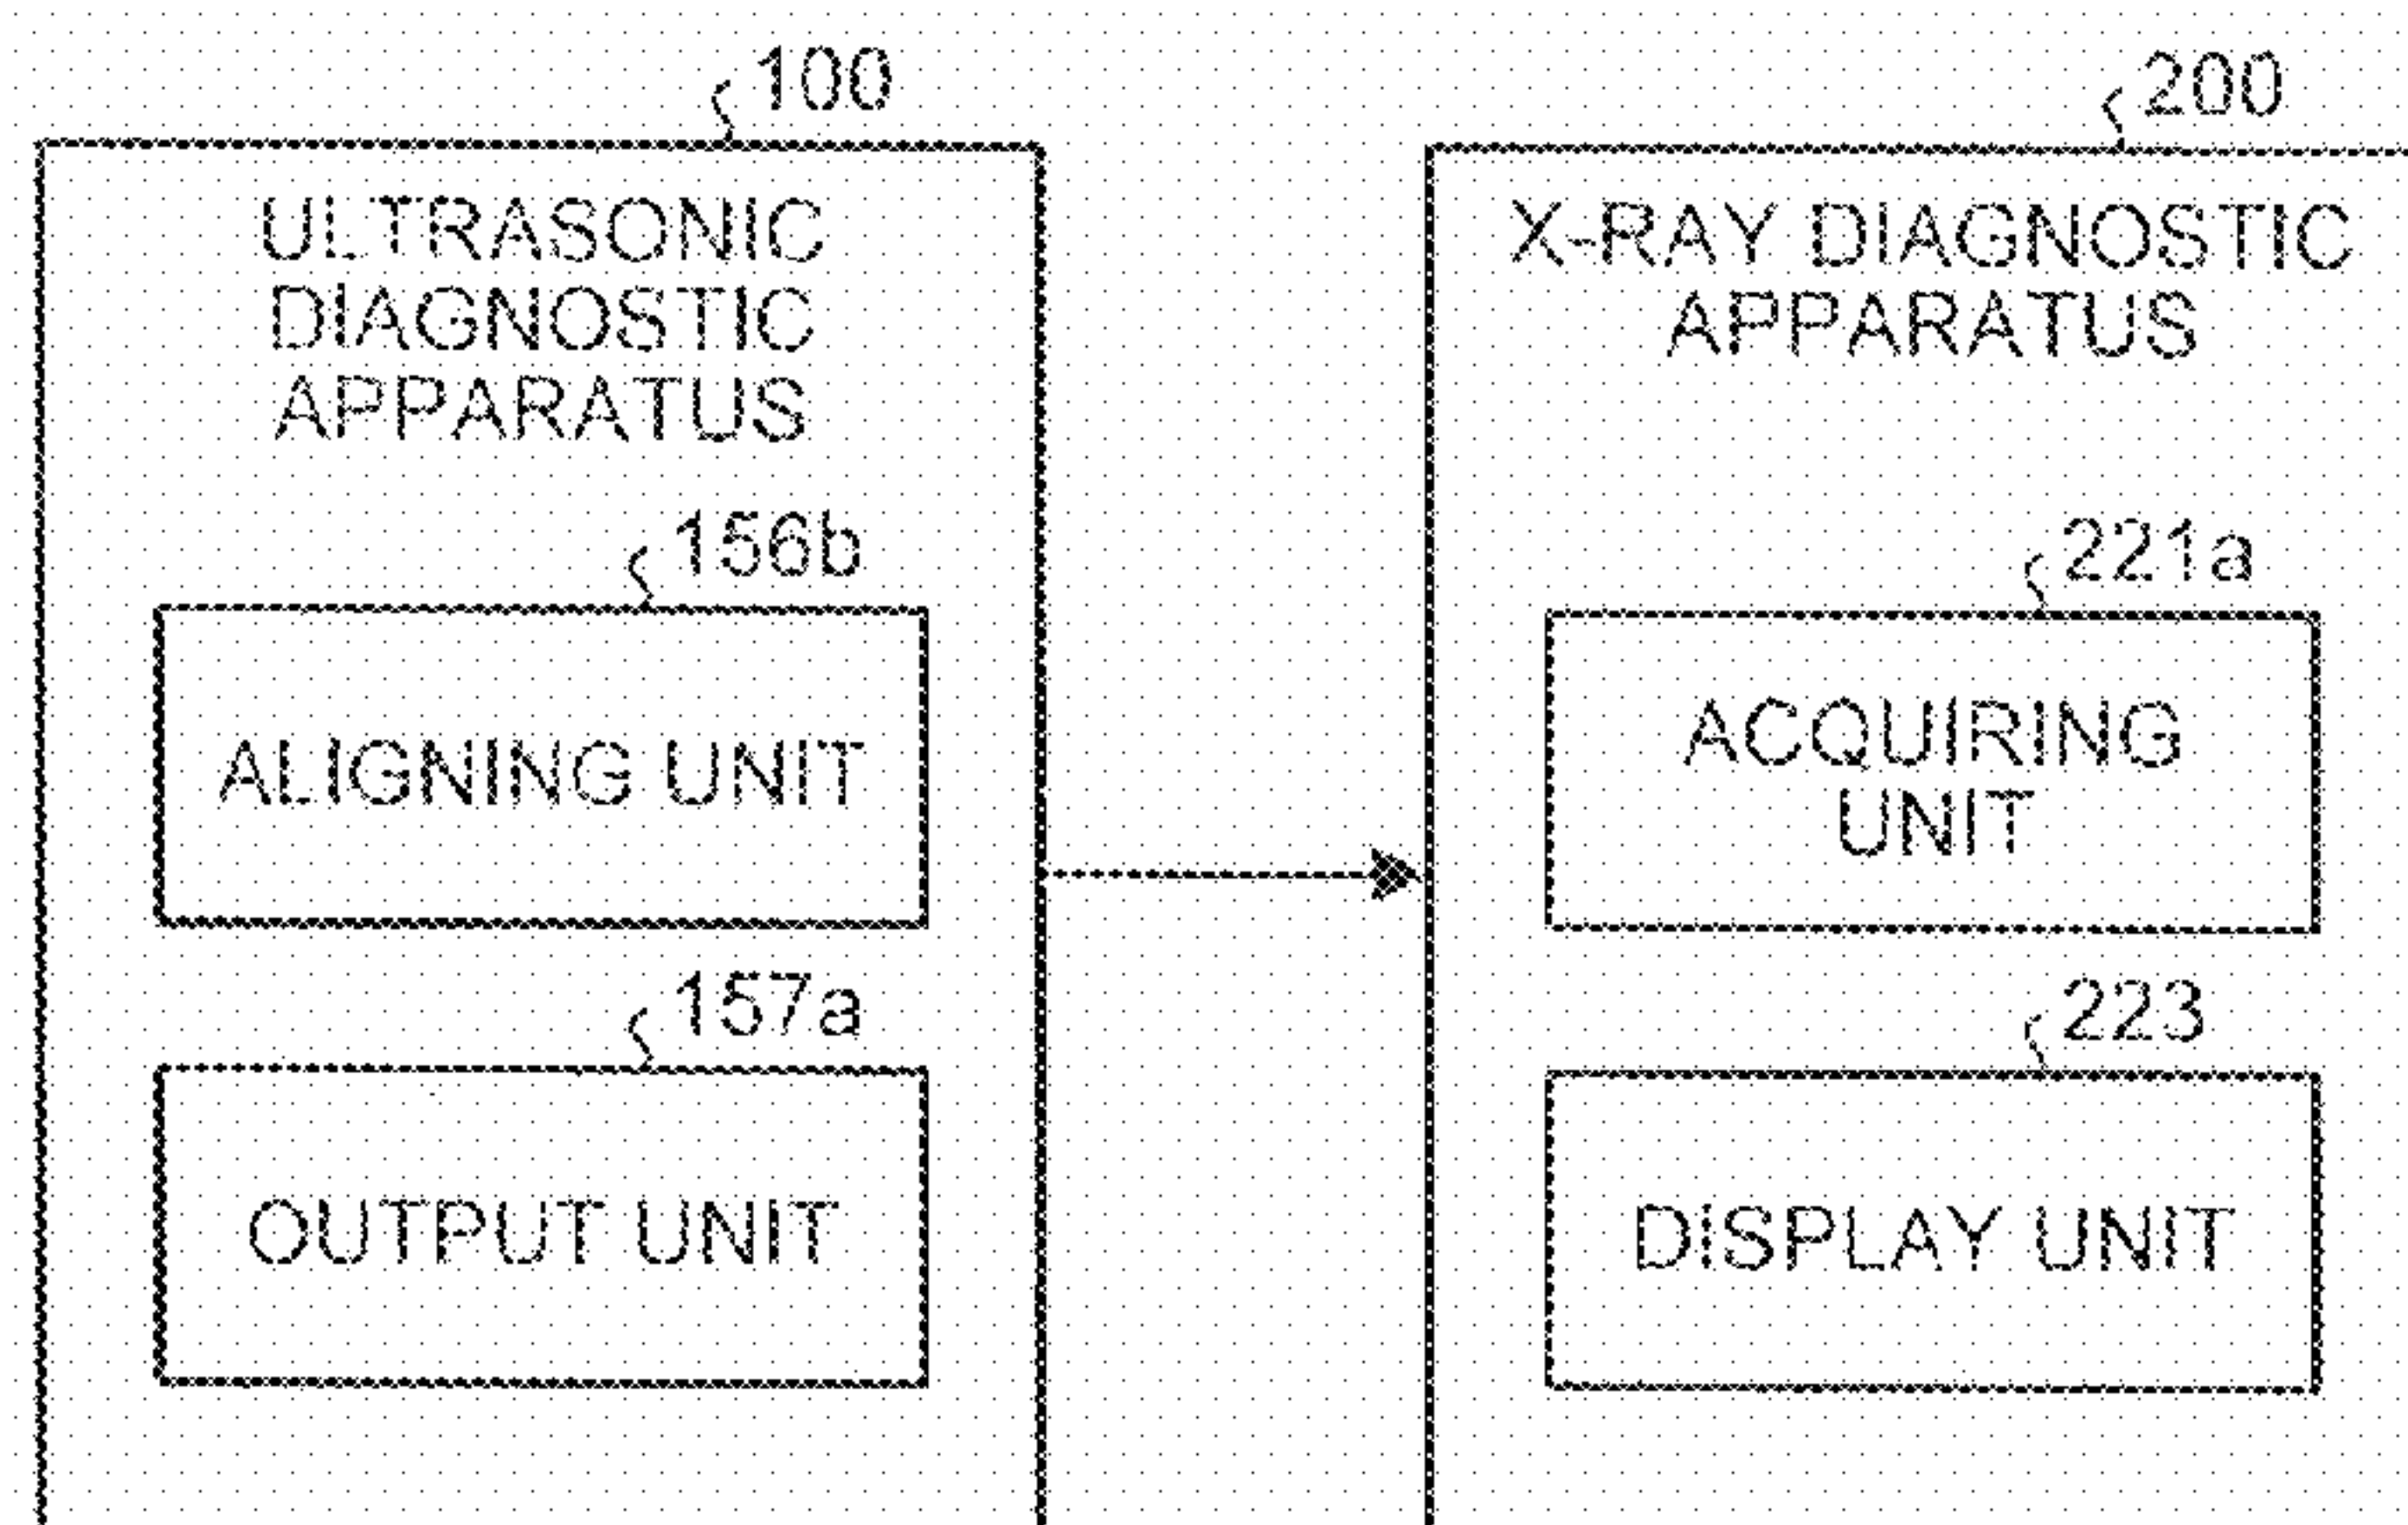 100
ULTRASONIC
DIAGNOSTIC
APPARATUS
156b
ALIGNING UNIT
157a
OUTPUT UNIT
200
X-RAY DIAGNOSTIC
APPARATUS
221a
ACQUIRING
UNIT
223
DISPLAY UNIT